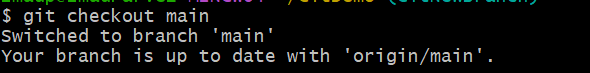 $ git checkout main
Switched to branch 'main'
Your branch is up to date with 'origin/main'.